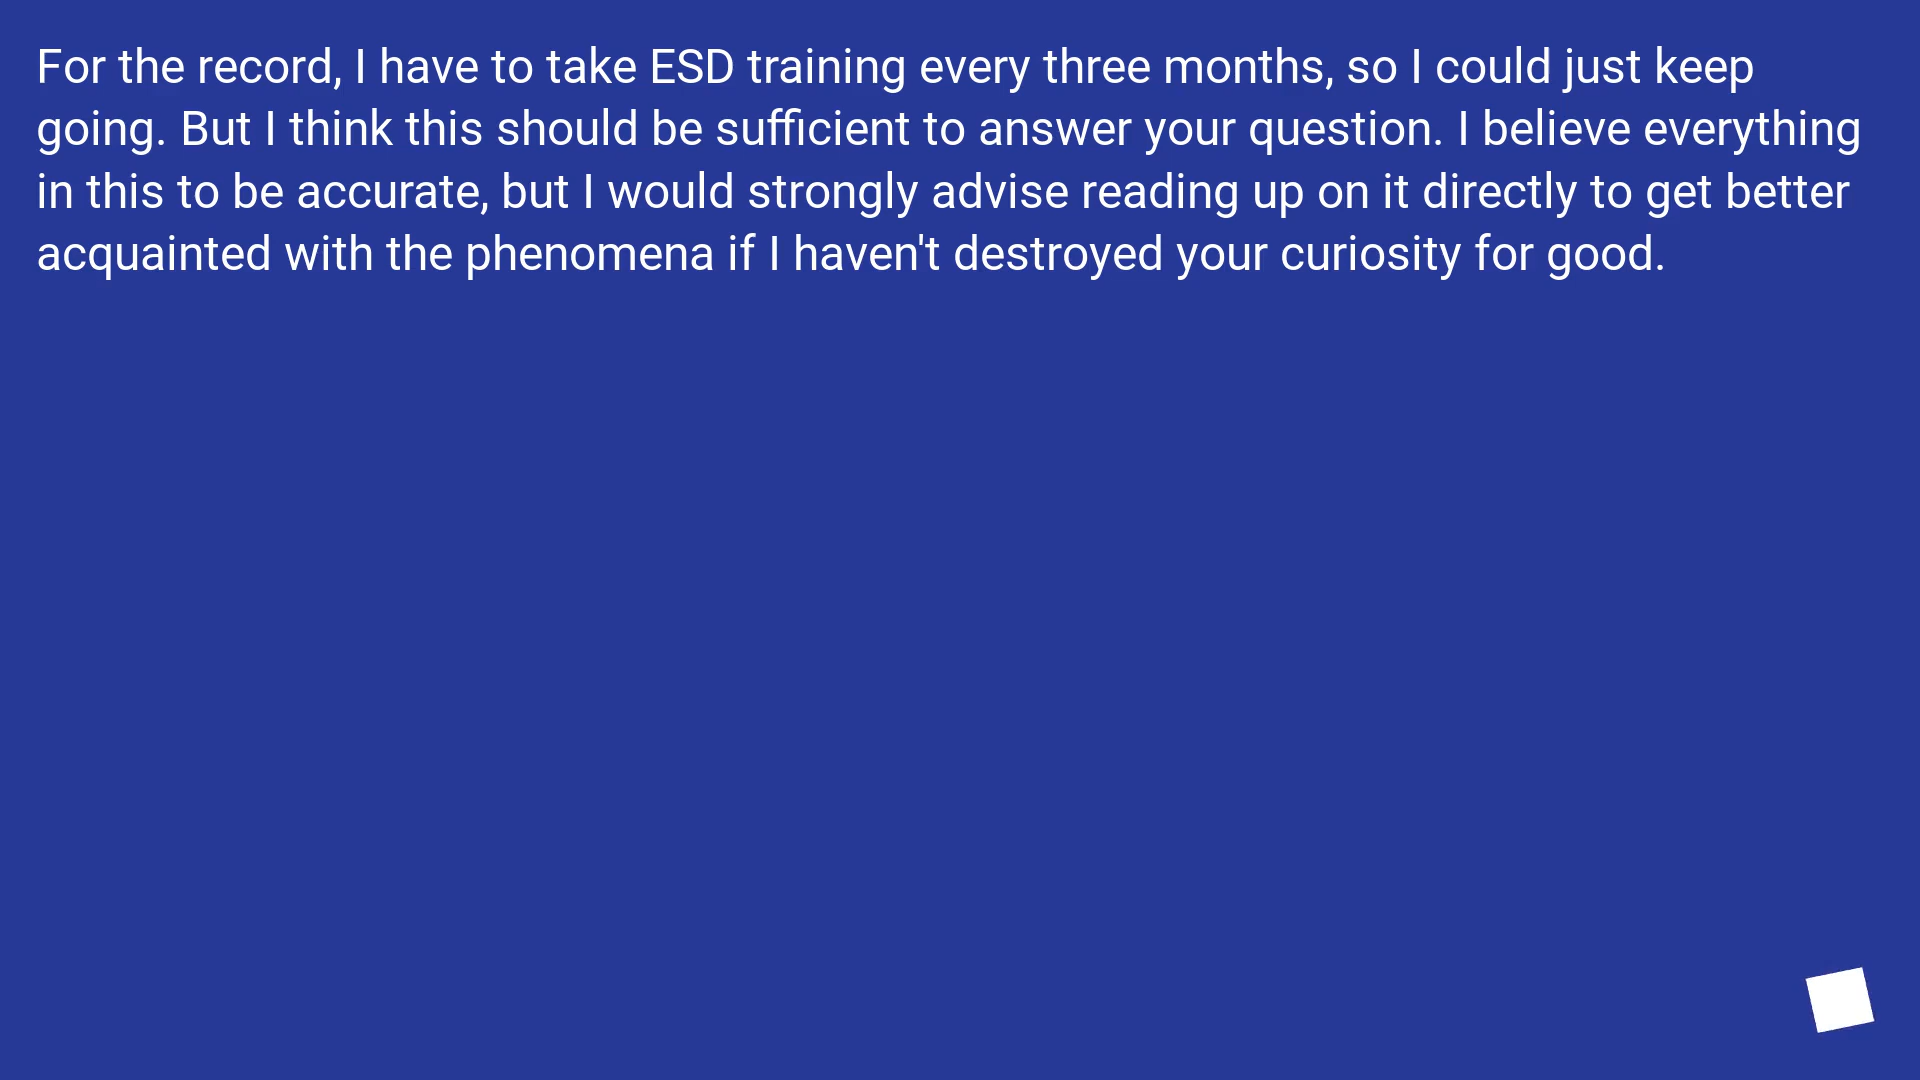 For the record, I have to take ESD training every three months, so I could just keep
going. But I think this should be sufficient to answer your question. I believe everything
in this to be accurate, but I would strongly advise reading up on it directly to get better
acquainted with the phenomena if I haven't destroyed your curiosity for good.